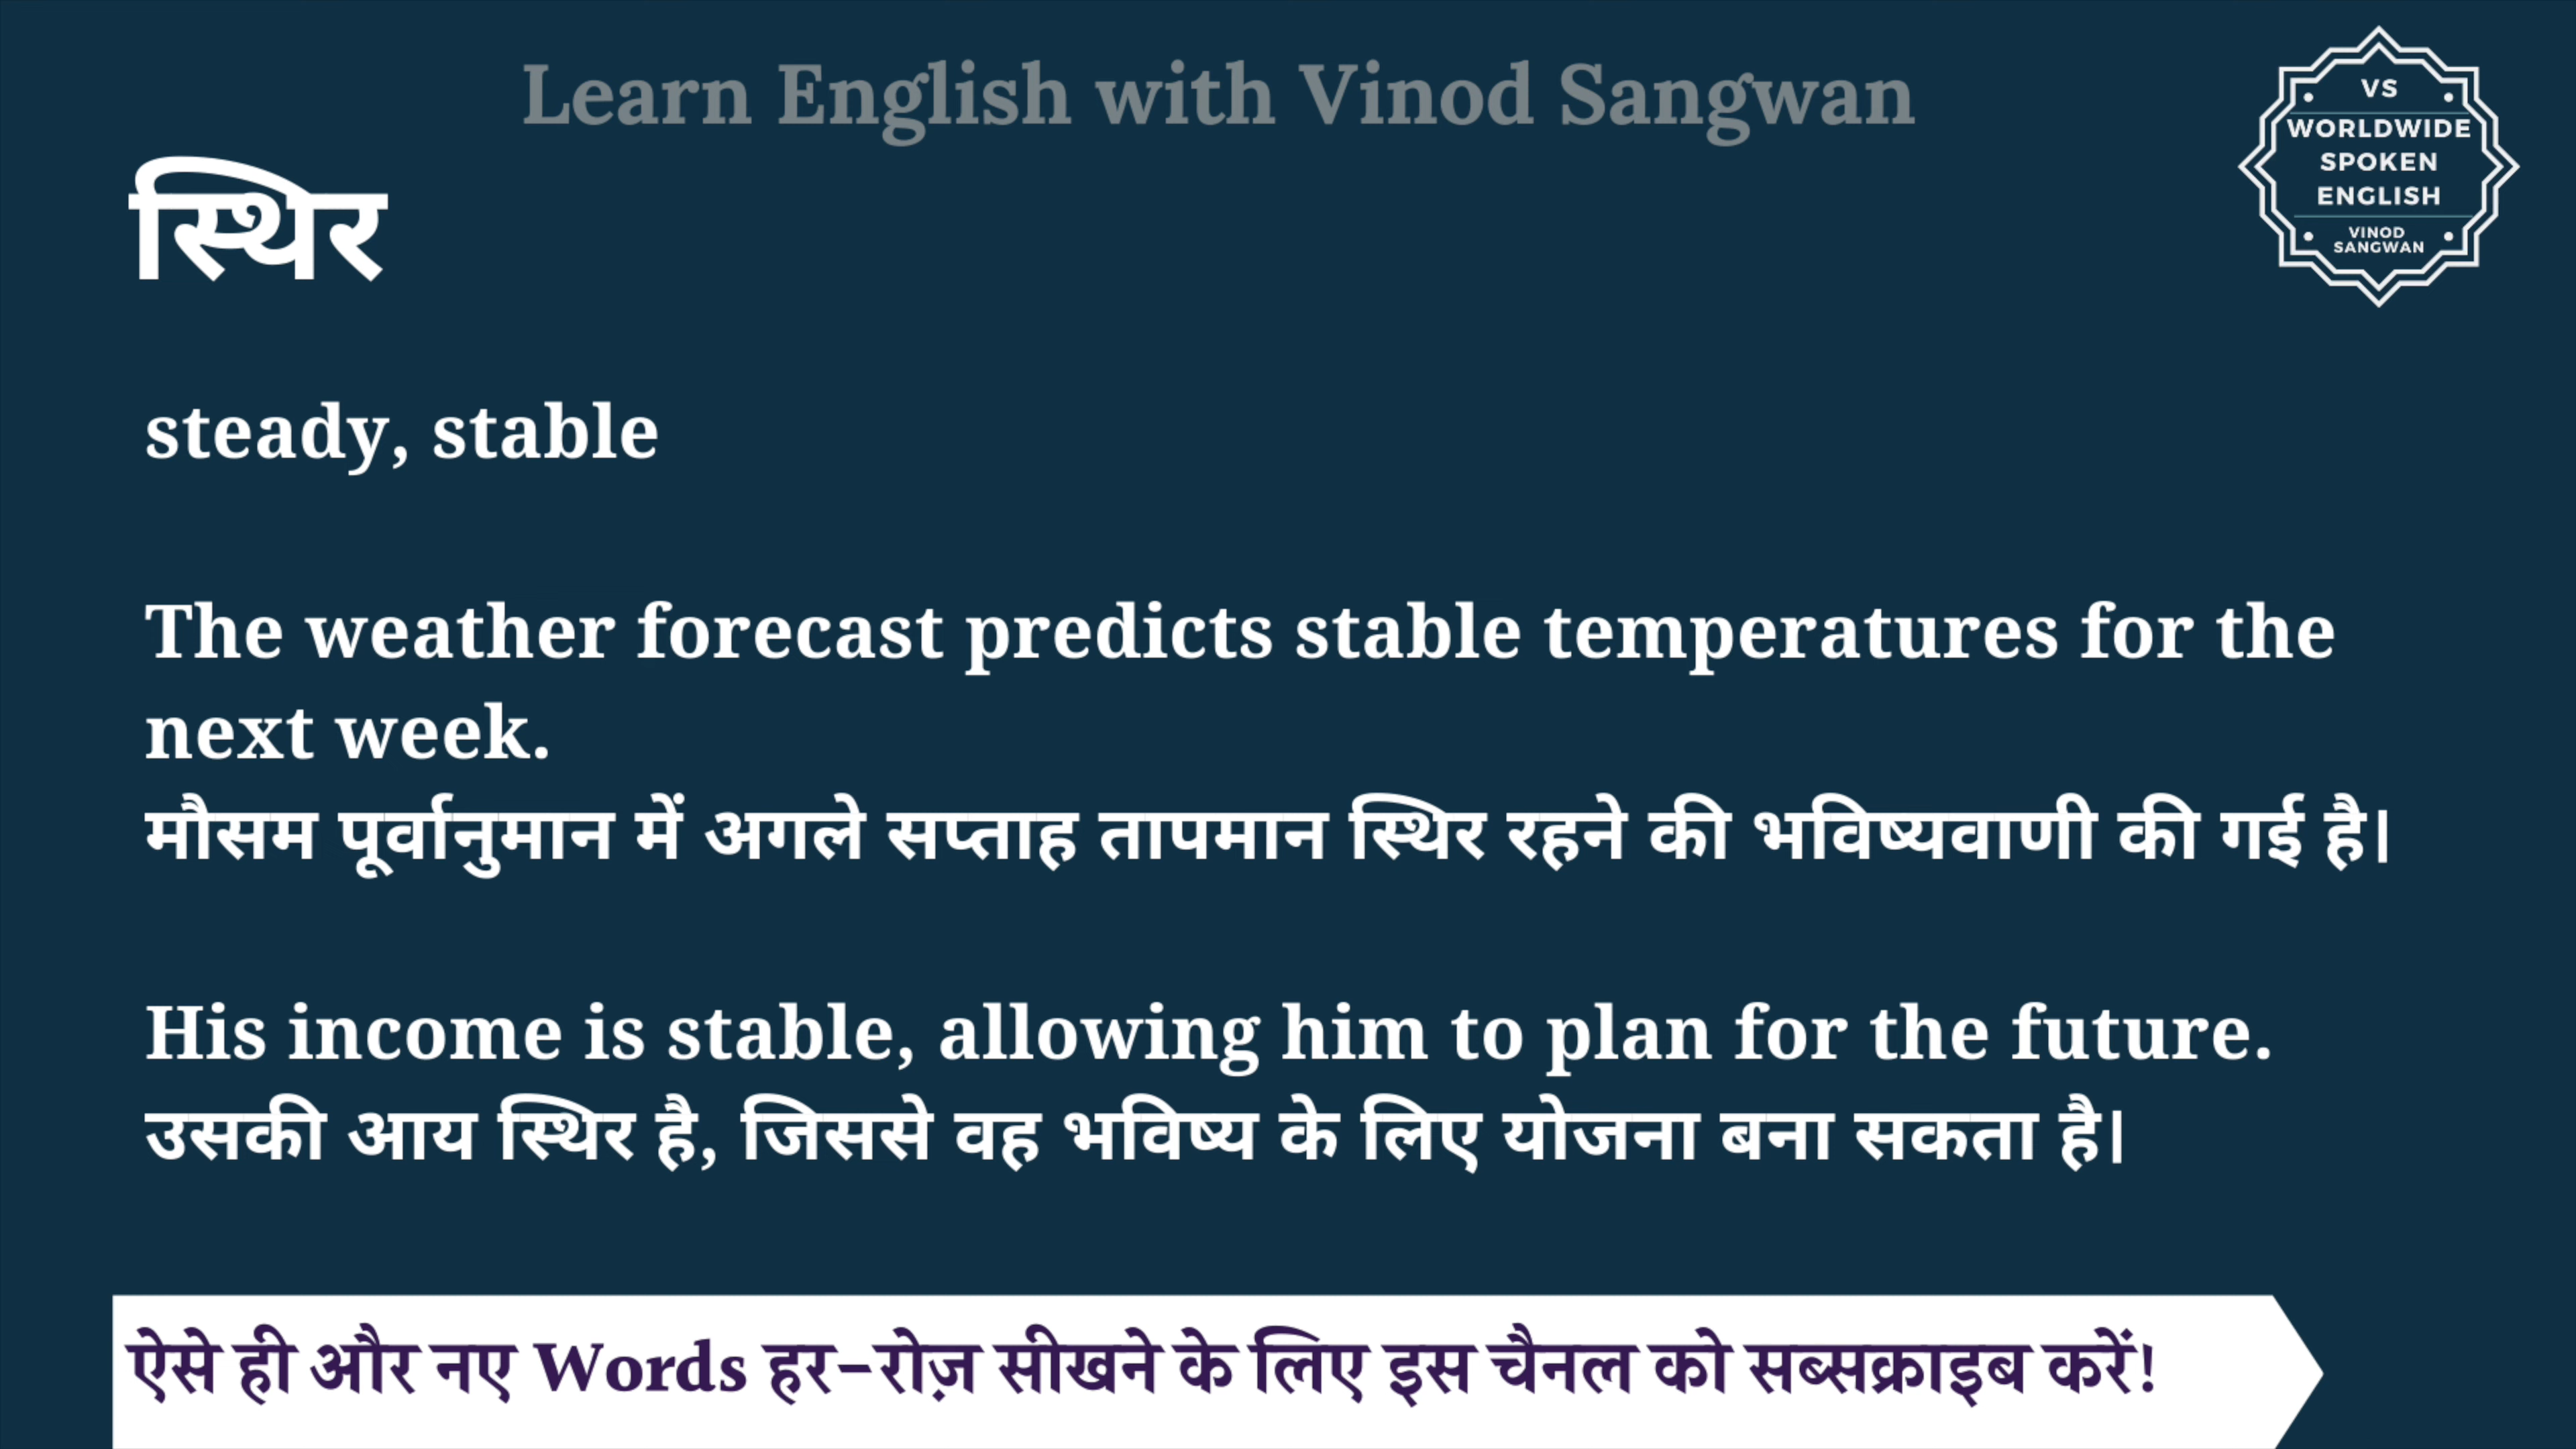 Learn English with Vinod Sangwan
VS
WORLDWIDE
SPOKEN
ENGLISH
VINOD
SANGWAN
स्थिर
steady, stable
The weather forecast predicts stable temperatures for the
next week.
मौसम पूर्वानुमान में अगले सप्ताह तापमान स्थिर रहने की भविष्यवाणी की गई है।
His income is stable, allowing him to plan for the future.
उसकी आय स्थिर है, जिससे वह भविष्य के लिए योजना बना सकता है।
ऐसे ही और नए Words हर-रोज़ सीखने के लिए इस चैनल को सब्सक्राइब करें!